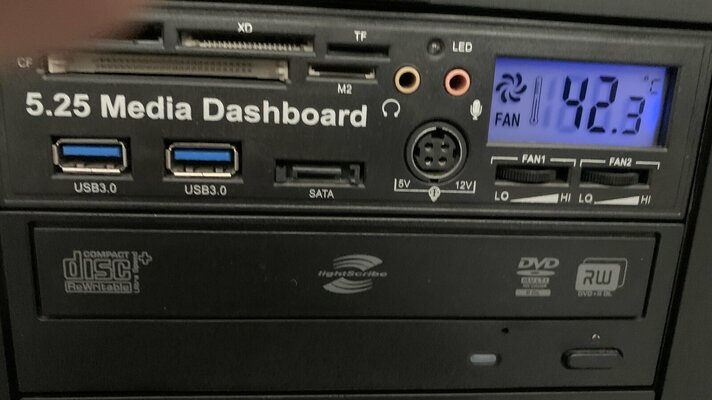 XD
TF
LED
CF
M2
°C
42.3
FAN
5.25 Media Dashboard
FAN1
FAN2
USB3.0
USB3.0
SATA
5V
12V
LO
HI
LO
HI
COMPACT
disc
ReWritable
lightScribe
DVD
MULTI
RW